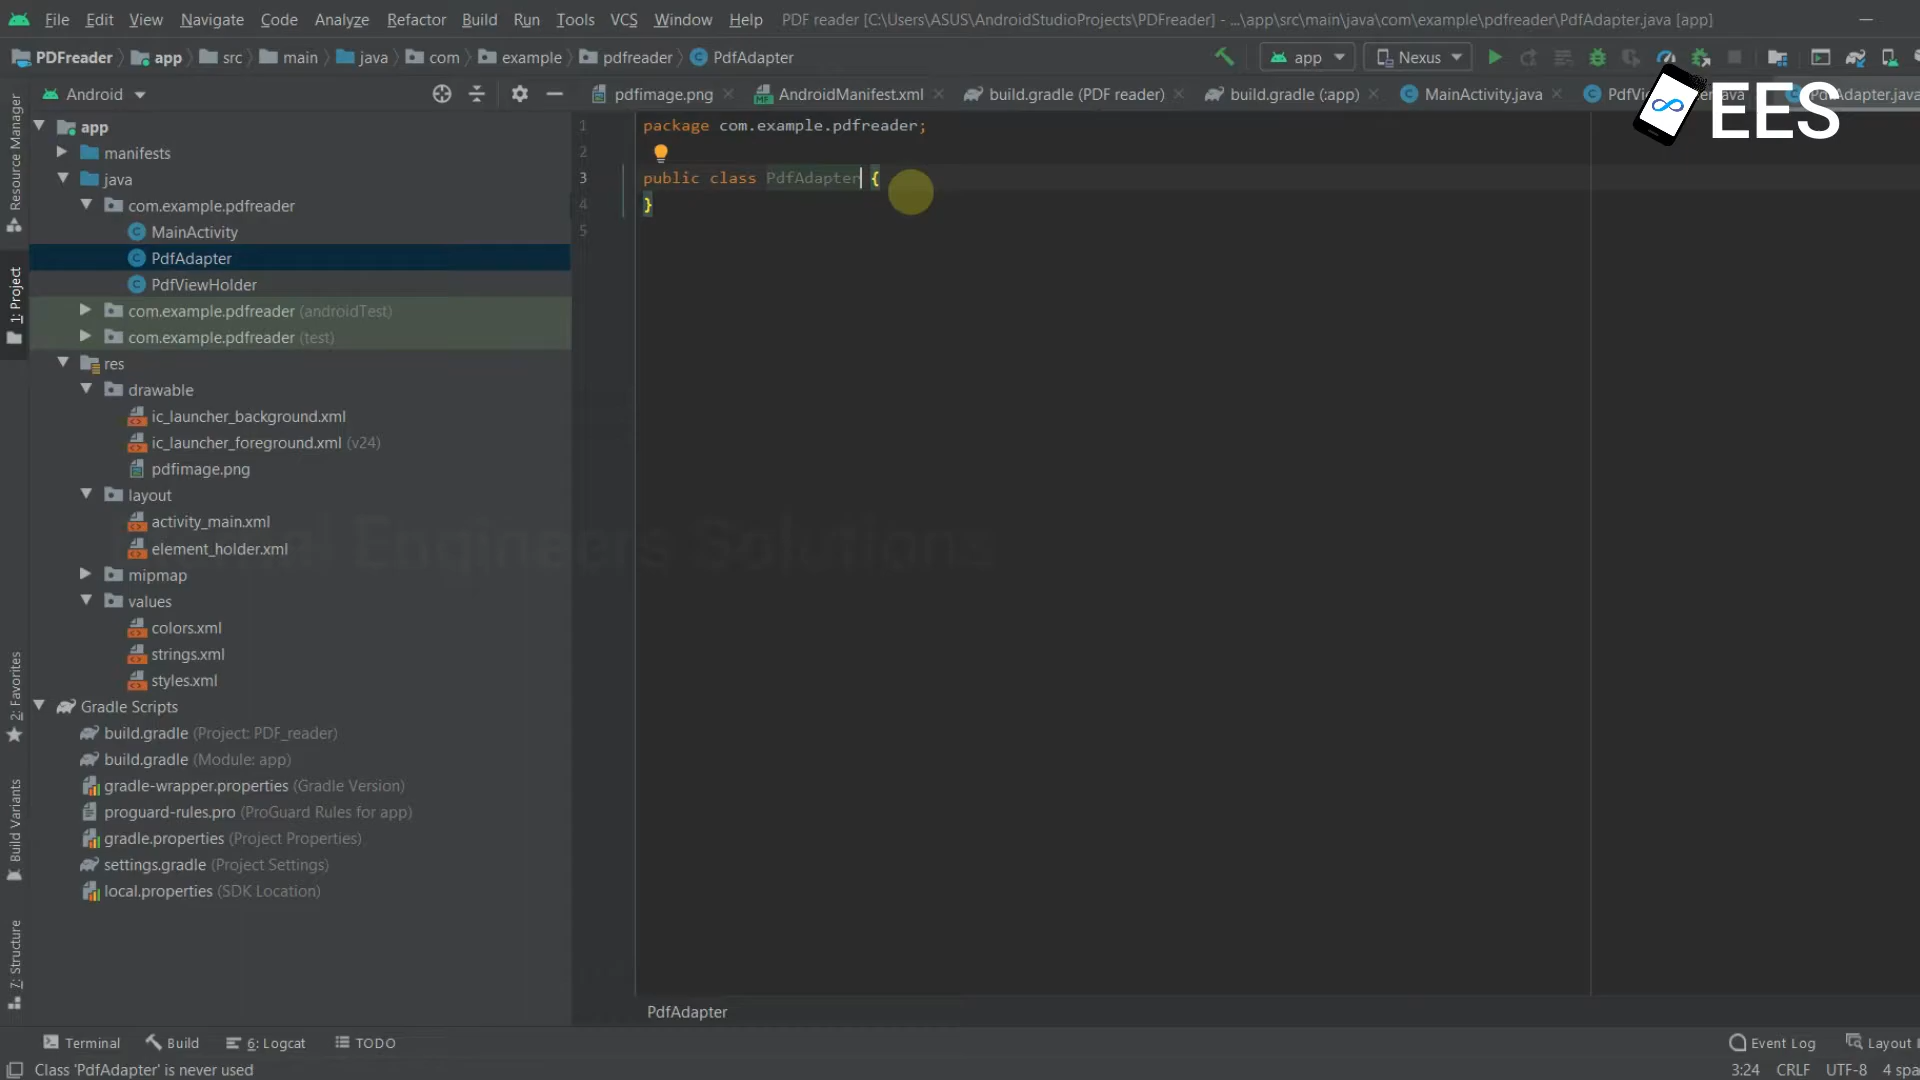 File Edit View Navigate Code Analyze Refactor Build Run Tools VCS Window Help PDF reader [C:\Users\ASUS\AndroidStudioProjects\PDFreader] - ...\app\src\main\java\com\example\pdfreader\PdfAdapter.java [app]
PDFreader app src main java com example pdfreader PdfAdapter app Nexus
Android pdfimage.png AndroidManifest.xml build.gradle (PDF reader) build.gradle (:app) MainActivity.java
EES
Resource Manager
1: Project
2: Favorites
Build Variants
7: Structure
app
manifests
java
com.example.pdfreader
MainActivity
PdfAdapter
PdfViewHolder
com.example.pdfreader (androidTest)
com.example.pdfreader (test)
res
drawable
ic_launcher_background.xml
ic_launcher_foreground.xml (v24)
pdfimage.png
layout
activity_main.xml
element_holder.xml
mipmap
values
colors.xml
strings.xml
styles.xml
Gradle Scripts
build.gradle (Project: PDF_reader)
build.gradle (Module: app)
gradle-wrapper.properties (Gradle Version)
proguard-rules.pro (ProGuard Rules for app)
gradle.properties (Project Properties)
settings.gradle (Project Settings)
local.properties (SDK Location)
1 package com.example.pdfreader;
2
3 public class PdfAdapter {
4 }
5
Engineers Solutions
PdfAdapter
Terminal Build 6: Logcat TODO Event Log Layout
Class 'PdfAdapter' is never used 3:24 CRLF UTF-8 4 spa